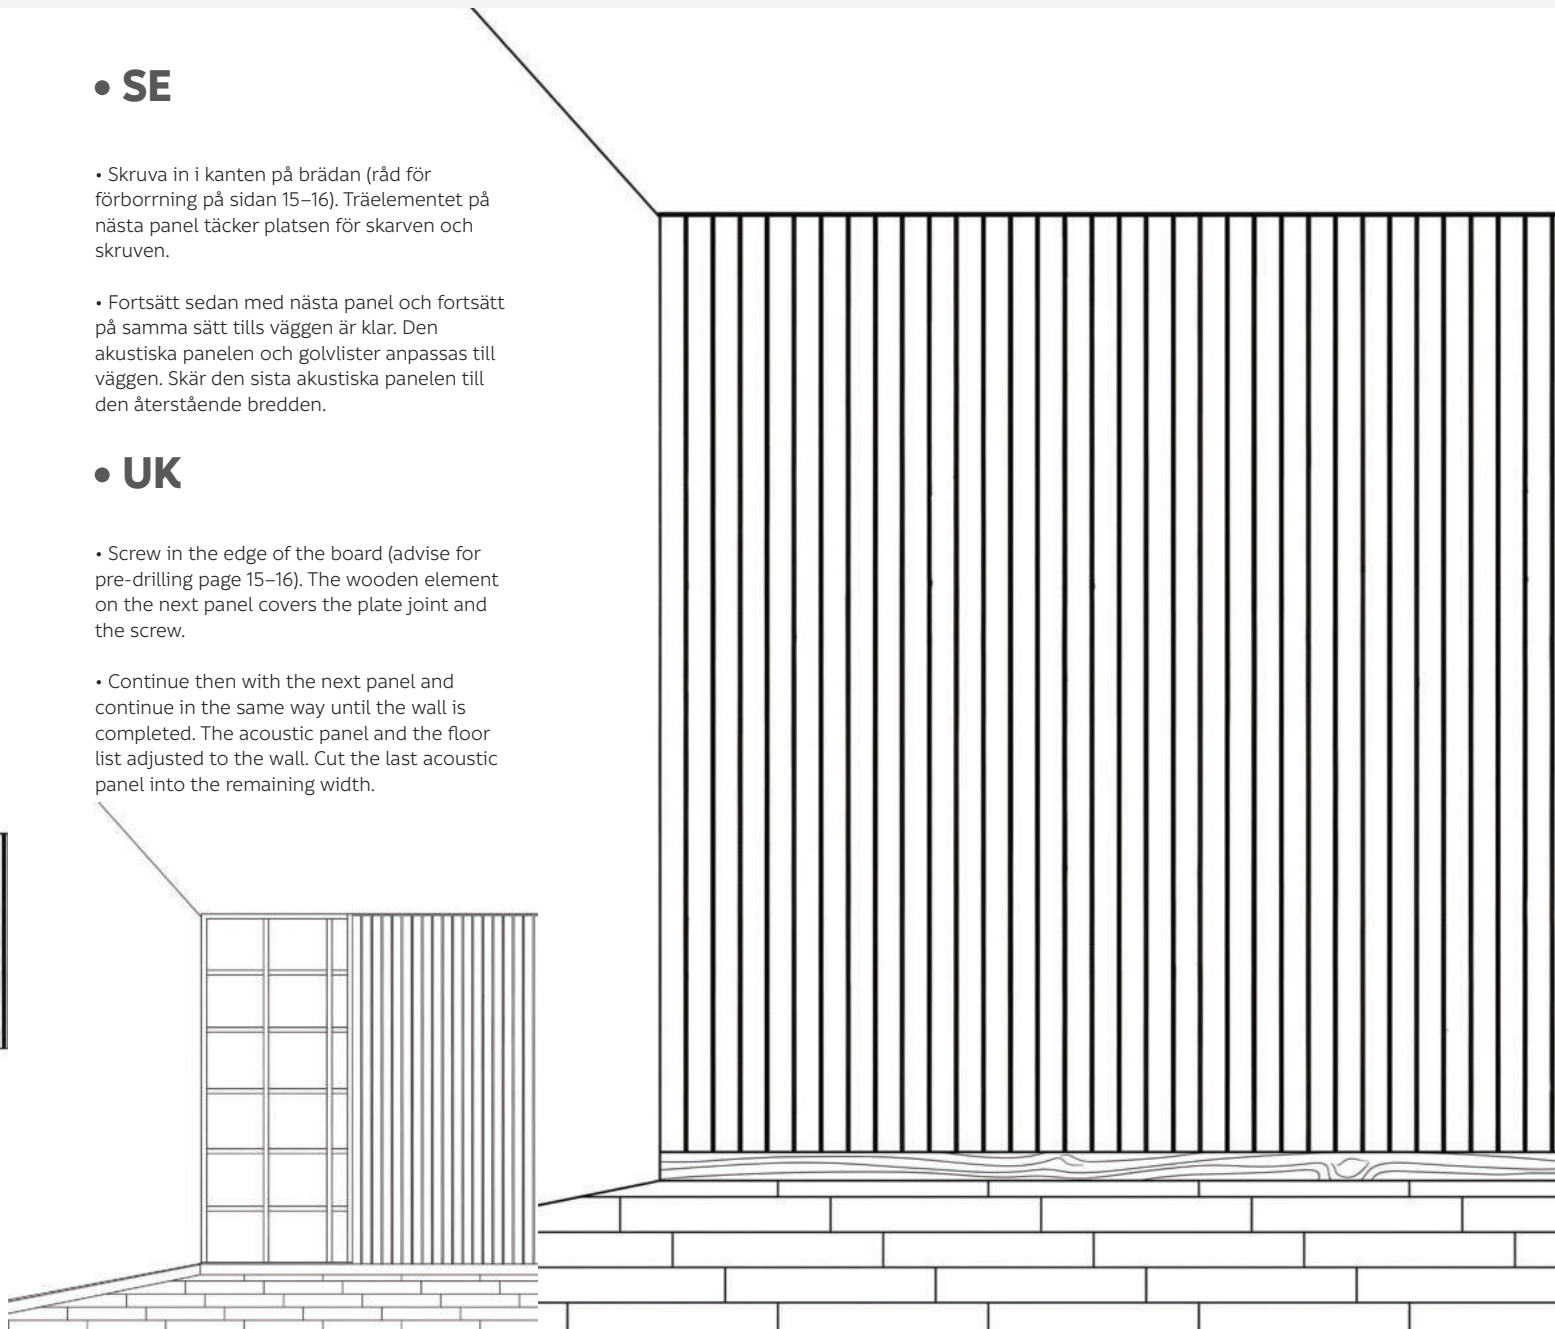 • SE
• Skruva in i kanten på brädan (råd för
förborrning på sidan 15–16). Träelementet på
nästa panel täcker platsen för skarven och
skruven.
• Fortsätt sedan med nästa panel och fortsätt
på samma sätt tills väggen är klar. Den
akustiska panelen och golvlister anpassas till
väggen. Skär den sista akustiska panelen till
den återstående bredden.
• UK
• Screw in the edge of the board (advise for
pre-drilling page 15–16). The wooden element
on the next panel covers the plate joint and
the screw.
• Continue then with the next panel and
continue in the same way until the wall is
completed. The acoustic panel and the floor
list adjusted to the wall. Cut the last acoustic
panel into the remaining width.